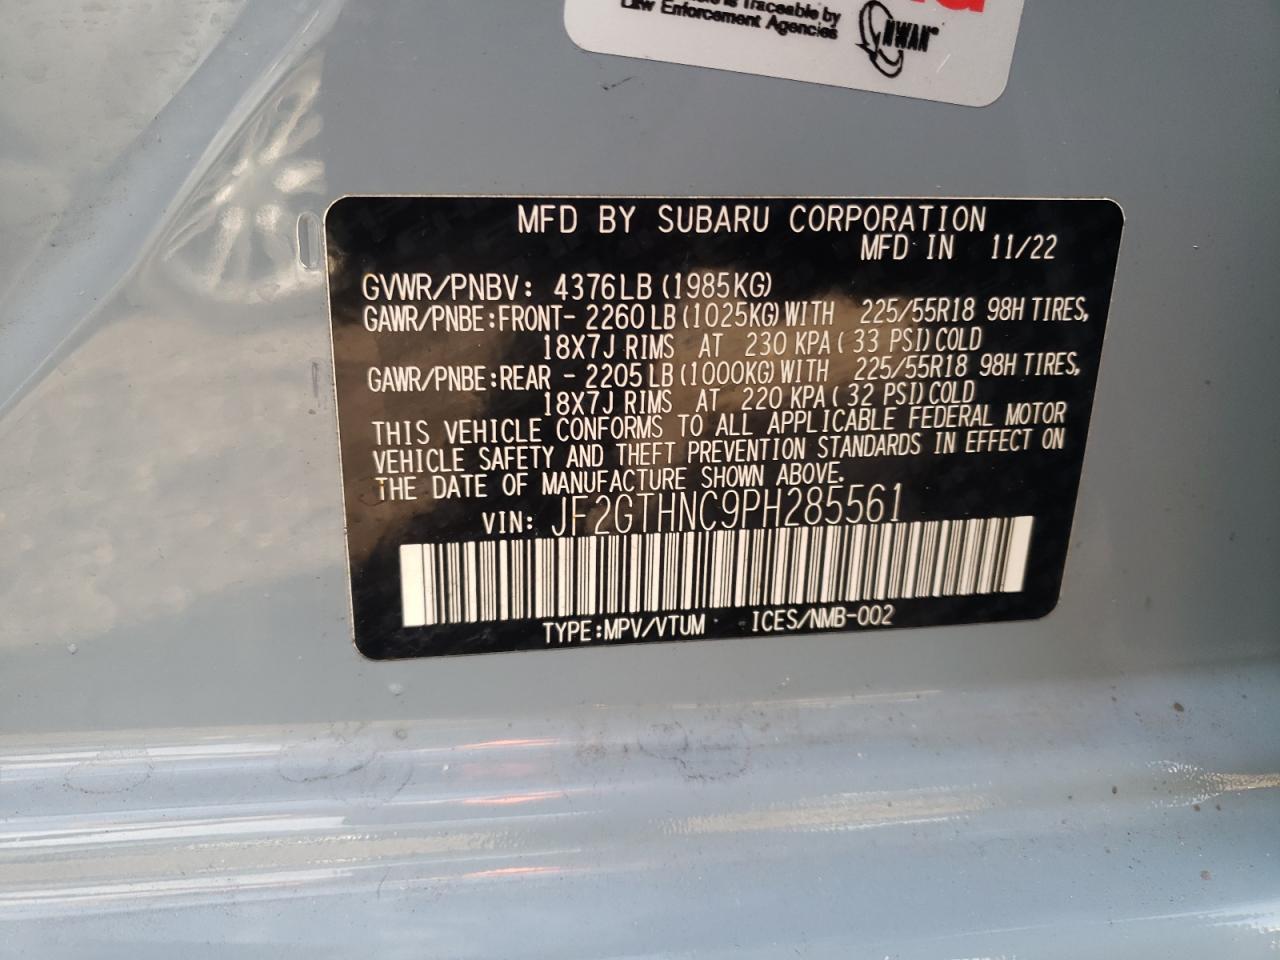 is Traceable by
Law Enforcement Agencies
NWAN®
MFD BY SUBARU CORPORATION
MFD IN 11/22
GVWR/PNBV: 4376LB (1985KG)
GAWR/PNBE:FRONT- 2260LB (1025KG) WITH 225/55R18 98H TIRES,
18X7J RIMS AT 230 KPA( 33 PSI)COLD
GAWR/PNBE:REAR - 2205LB (1000KG) WITH 225/55R18 98H TIRES,
18X7J RIMS AT 220 KPA( 32 PSI)COLD
THIS VEHICLE CONFORMS TO ALL APPLICABLE FEDERAL MOTOR
VEHICLE SAFETY AND THEFT PREVENTION STANDARDS IN EFFECT ON
THE DATE OF MANUFACTURE SHOWN ABOVE.
VIN: JF2GTHNC9PH285561
TYPE:MPV/VTUM ICES/NMB-002